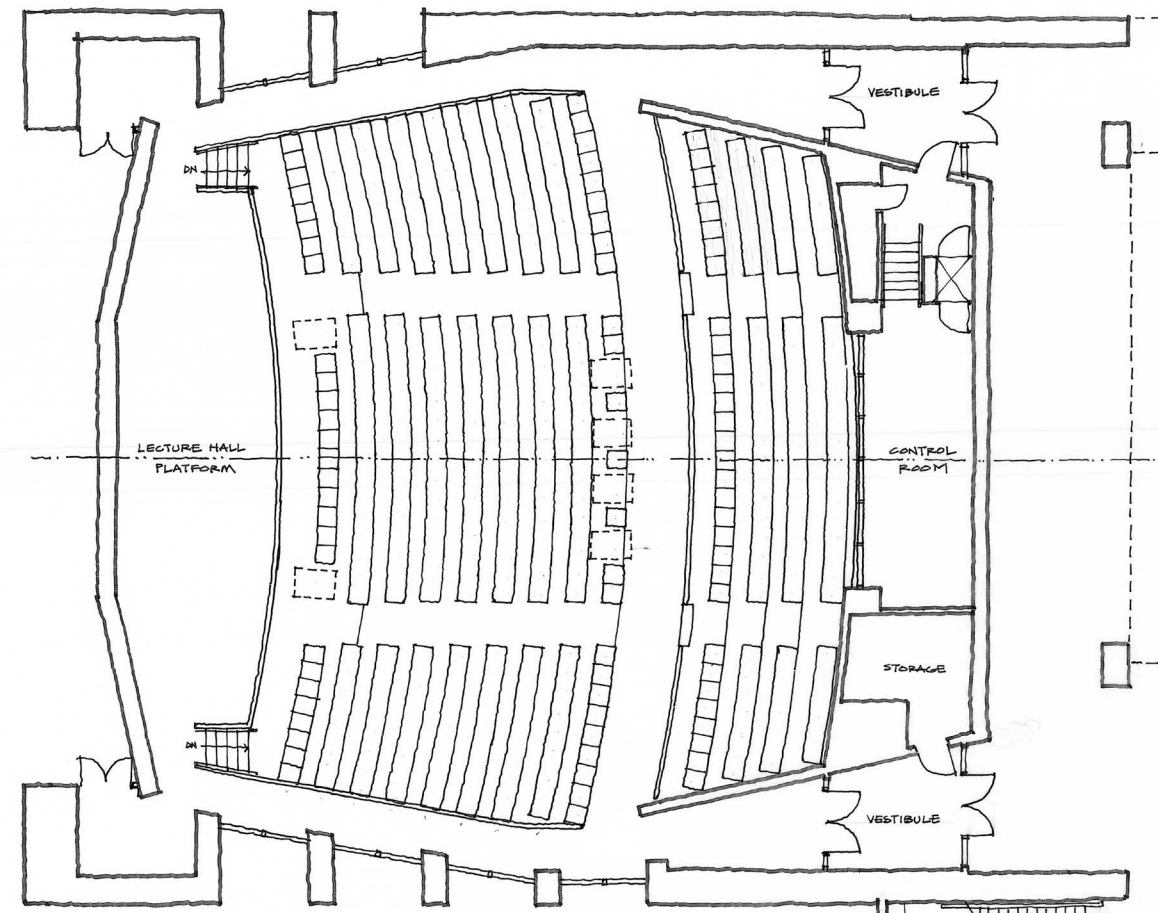 VESTIBULE
DN
LECTURE HALL
PLATFORM
CONTROL
ROOM
STORAGE
DN
VESTIBULE